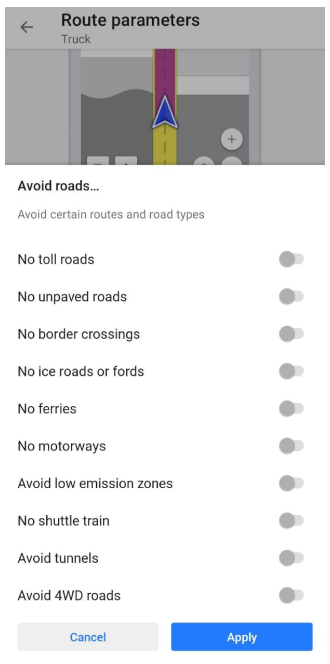 Route parameters
Truck
Avoid roads...
Avoid certain routes and road types
No toll roads
No unpaved roads
No border crossings
No ice roads or fords
No ferries
No motorways
Avoid low emission zones
No shuttle train
Avoid tunnels
Avoid 4WD roads
Cancel
Apply